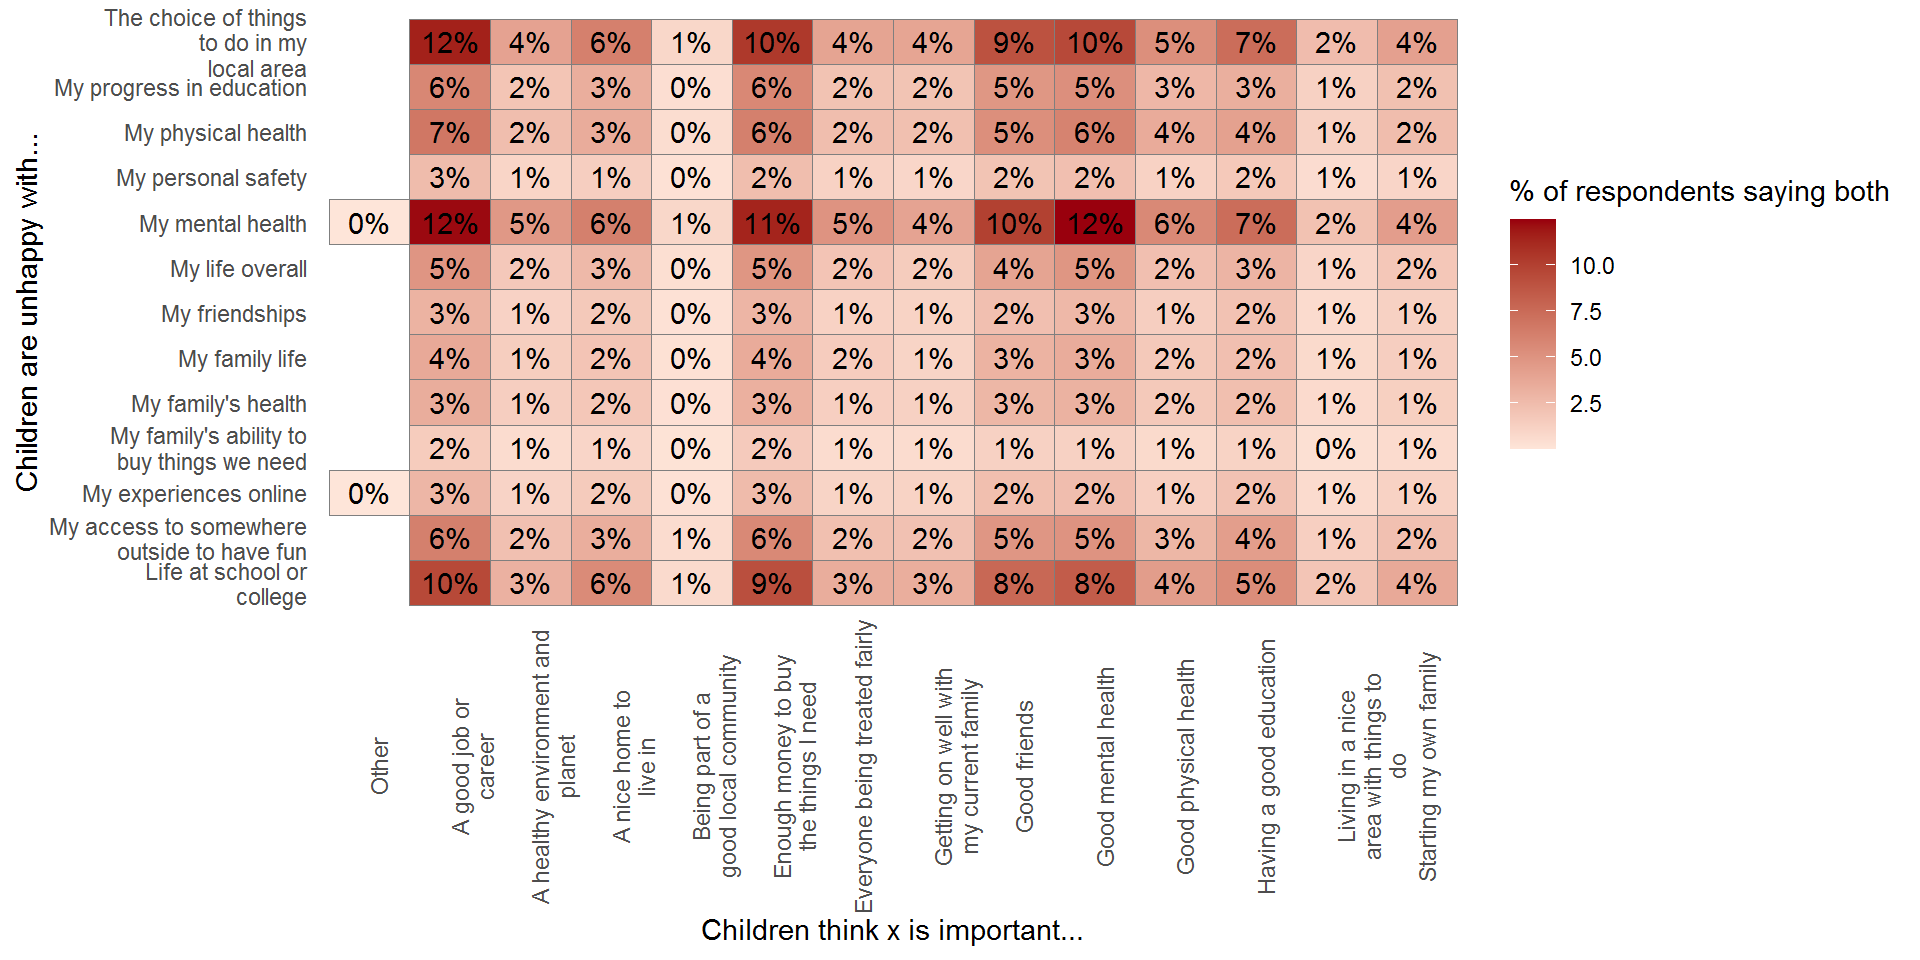 The choice of things
to do in my
local area
12% 4% 6% 1% 10% 4% 4% 9% 10% 5% 7% 2% 4%
My progress in education
6% 2% 3% 0% 6% 2% 2% 5% 5% 3% 3% 1% 2%
My physical health
7% 2% 3% 0% 6% 2% 2% 5% 6% 4% 4% 1% 2%
My personal safety
3% 1% 1% 0% 2% 1% 1% 2% 2% 1% 2% 1% 1%
My mental health
0% 12% 5% 6% 1% 11% 5% 4% 10% 12% 6% 7% 2% 4%
My life overall
5% 2% 3% 0% 5% 2% 2% 4% 5% 2% 3% 1% 2%
My friendships
3% 1% 2% 0% 3% 1% 1% 2% 3% 1% 2% 1% 1%
My family life
4% 1% 2% 0% 4% 2% 1% 3% 3% 2% 2% 1% 1%
My family's health
3% 1% 2% 0% 3% 1% 1% 3% 3% 2% 2% 1% 1%
My family's ability to
buy things we need
2% 1% 1% 0% 2% 1% 1% 1% 1% 1% 1% 0% 1%
My experiences online
0% 3% 1% 2% 0% 3% 1% 1% 2% 2% 1% 2% 1% 1%
My access to somewhere
outside to have fun
6% 2% 3% 1% 6% 2% 2% 5% 5% 3% 4% 1% 2%
Life at school or
college
10% 3% 6% 1% 9% 3% 3% 8% 8% 4% 5% 2% 4%
Children are unhappy with...
Other
A good job or
career
A healthy environment and
planet
A nice home to
live in
Being part of a
good local community
Enough money to buy
the things I need
Everyone being treated fairly
Getting on well with
my current family
Good friends
Good mental health
Good physical health
Having a good education
Living in a nice
area with things to
do
Starting my own family
Children think x is important...
% of respondents saying both
10.0
7.5
5.0
2.5